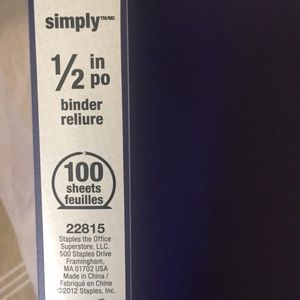 simply™/MC
½ in
po
binder
reliure
100
sheets
feuilles
22815
Staples the Office
Superstore, LLC.
500 Staples Drive
Framingham,
MA 01702 USA
Made in China /
Fabriqué en Chine
©2012 Staples, Inc.